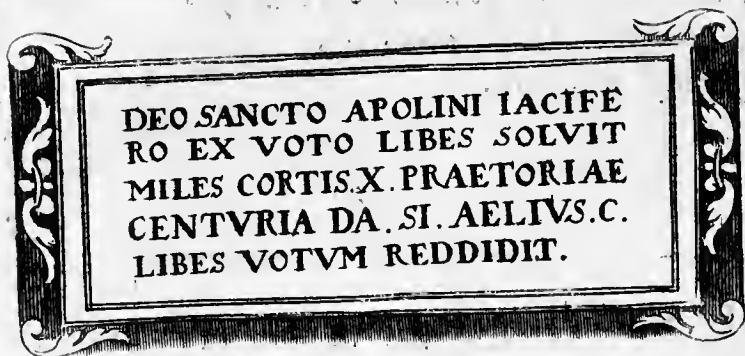 DEO SANCTO APOLINI IACIFE
RO EX VOTO LIBES SOLVIT
MILES CORTIS.X.PRAETORIAE
CENTVRIA DA.SI.AELIVS.C.
LIBES VOTVM REDDIDIT.